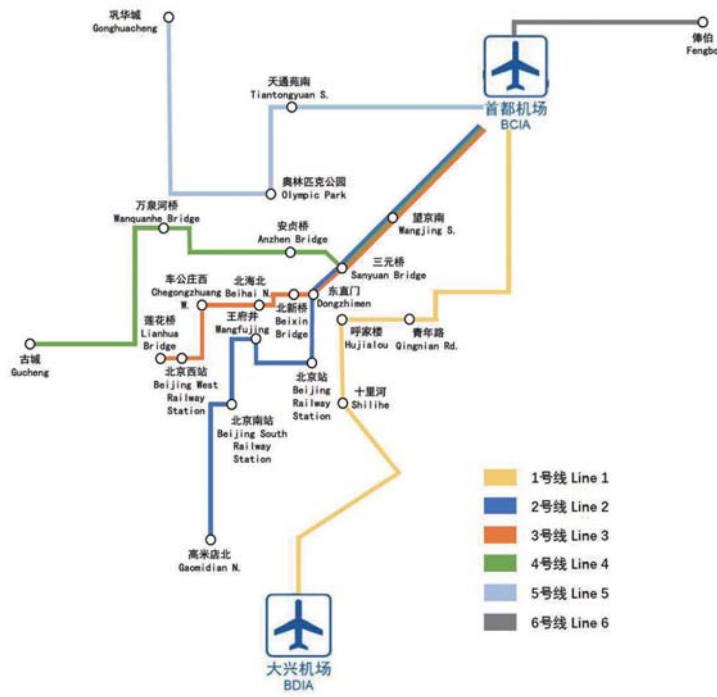 巩华城
Gonghuacheng
俸伯
Fengbo
首都机场
BCIA
天通苑南
Tiantongyuan S.
奥林匹克公园
Olympic Park
万泉河桥
Wanquanhe Bridge
安贞桥
Anzhen Bridge
望京南
Wangjing S.
三元桥
Sanyuan Bridge
车公庄西
Chegongzhuang
W.
北海北
Beihai N.
北新桥
Beixin
Bridge
东直门
Dongzhimen
莲花桥
Lianhua
Bridge
王府井
Wangfujing
呼家楼
Hujialou
青年路
Qingnian Rd.
古城
Gucheng
北京西站
Beijing West
Railway
Station
北京站
Beijing
Railway
Station
十里河
Shilihe
北京南站
Beijing South
Railway
Station
高米店北
Gaomidian N.
大兴机场
BDIA
1号线 Line 1
2号线 Line 2
3号线 Line 3
4号线 Line 4
5号线 Line 5
6号线 Line 6